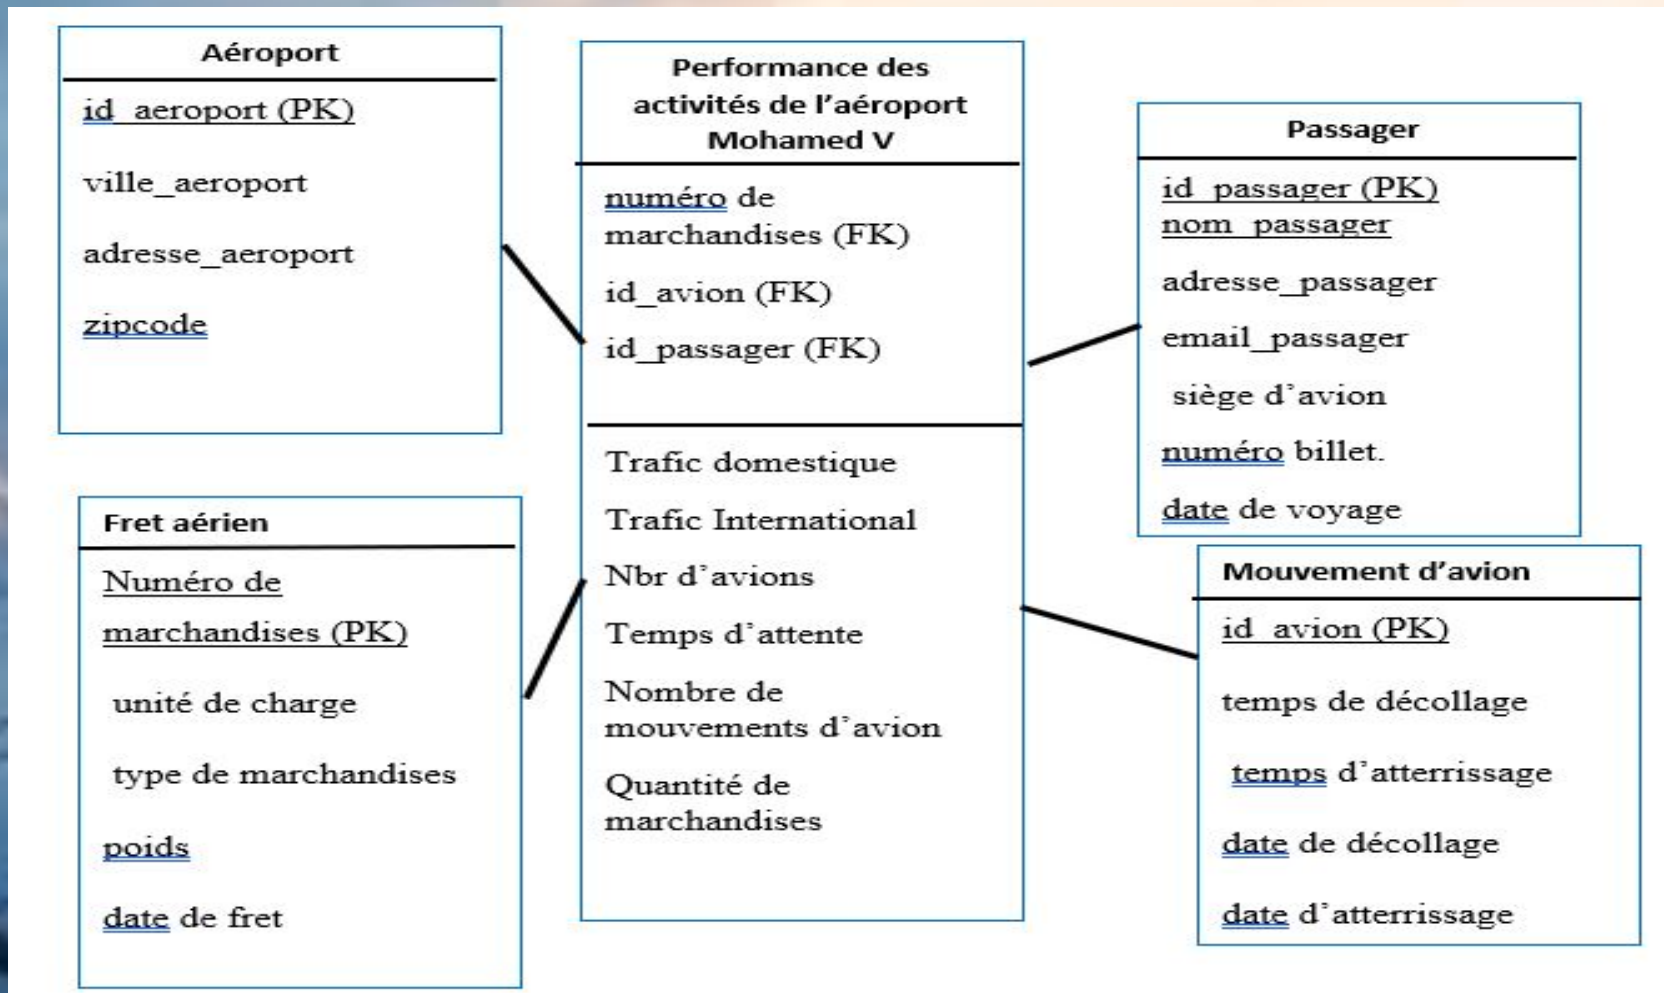 Aéroport
id_aeroport (PK)
ville_aeroport
adresse_aeroport
zipcode
Performance des
activités de l'aéroport
Mohamed V
numéro de
marchandises (FK)
id_avion (FK)
id_passager (FK)
Trafic domestique
Trafic International
Nbr d'avions
Temps d'attente
Nombre de
mouvements d'avion
Quantité de
marchandises
Passager
id_passager (PK)
nom_passager
adresse_passager
email_passager
siège d'avion
numéro billet.
date de voyage
Fret aérien
Numéro de
marchandises (PK)
unité de charge
type de marchandises
poids
date de fret
Mouvement d'avion
id_avion (PK)
temps de décollage
temps d'atterrissage
date de décollage
date d'atterrissage